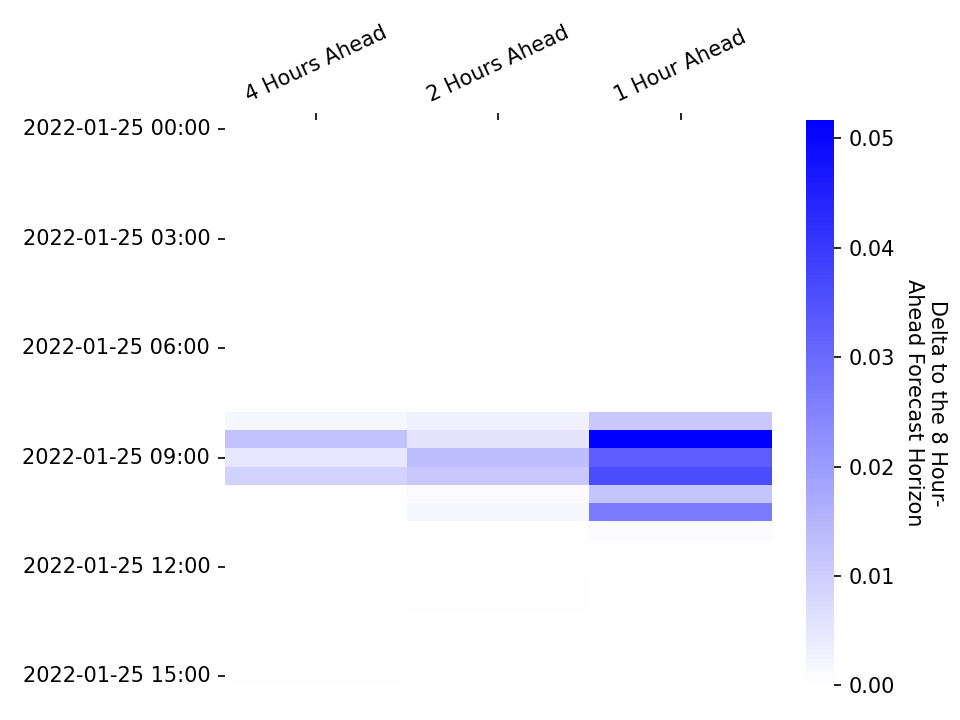 4 Hours Ahead
2 Hours Ahead
1 Hour Ahead
2022-01-25 00:00
2022-01-25 03:00
2022-01-25 06:00
2022-01-25 09:00
2022-01-25 12:00
2022-01-25 15:00
0.05
0.04
0.03
0.02
0.01
0.00
Delta to the 8 Hour-
Ahead Forecast Horizon